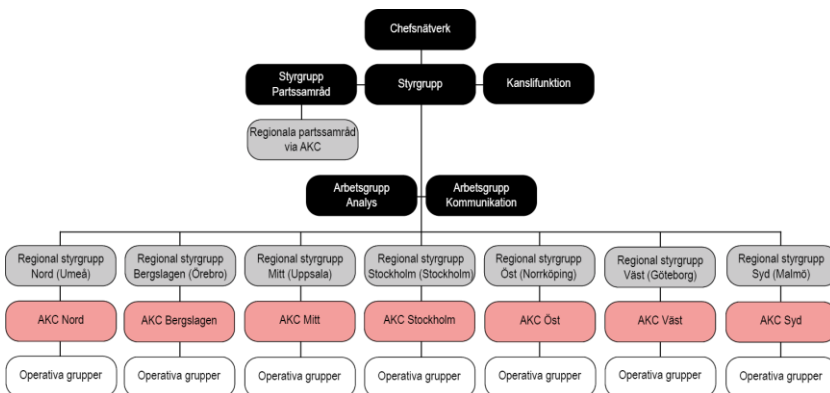 Chefsnätverk
Styrgrupp
Partssamråd
Styrgrupp
Kanslifunktion
Regionala partssamråd
via AKC
Arbetsgrupp
Analys
Arbetsgrupp
Kommunikation
Regional styrgrupp
Nord (Umeå)
Regional styrgrupp
Bergslagen (Örebro)
Regional styrgrupp
Mitt (Uppsala)
Regional styrgrupp
Stockholm (Stockholm)
Regional styrgrupp
Öst (Norrköping)
Regional styrgrupp
Väst (Göteborg)
Regional styrgrupp
Syd (Malmö)
AKC Nord
AKC Bergslagen
AKC Mitt
AKC Stockholm
AKC Öst
AKC Väst
AKC Syd
Operativa grupper
Operativa grupper
Operativa grupper
Operativa grupper
Operativa grupper
Operativa grupper
Operativa grupper